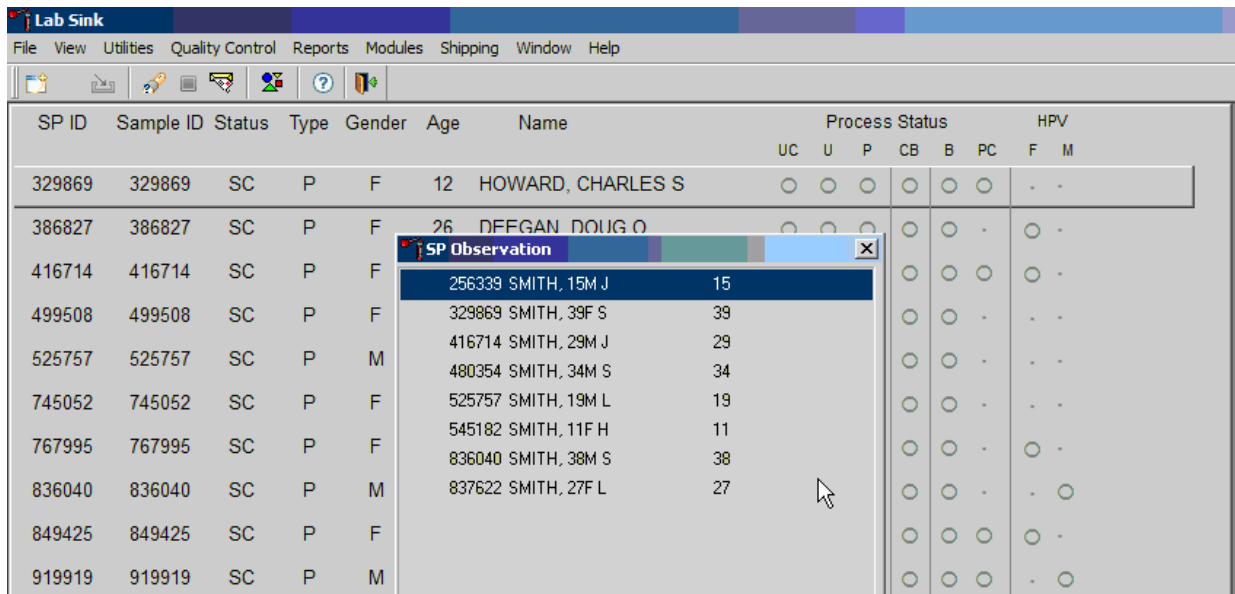 Lab Sink
File View Utilities Quality Control Reports Modules Shipping Window Help
SP ID Sample ID Status Type Gender Age Name Process Status HPV
UC U P CB B PC F M
329869 329869 SC P F 12 HOWARD, CHARLES S
386827 386827 SC P F 26 DEEGAN, DOUG O
SP Observation
416714 416714 SC P F
499508 499508 SC P F
525757 525757 SC P M
745052 745052 SC P F
767995 767995 SC P F
836040 836040 SC P M
849425 849425 SC P F
919919 919919 SC P M
256339 SMITH, 15M J 15
329869 SMITH, 39F S 39
416714 SMITH, 29M J 29
480354 SMITH, 34M S 34
525757 SMITH, 19M L 19
545182 SMITH, 11F H 11
836040 SMITH, 38M S 38
837622 SMITH, 27F L 27